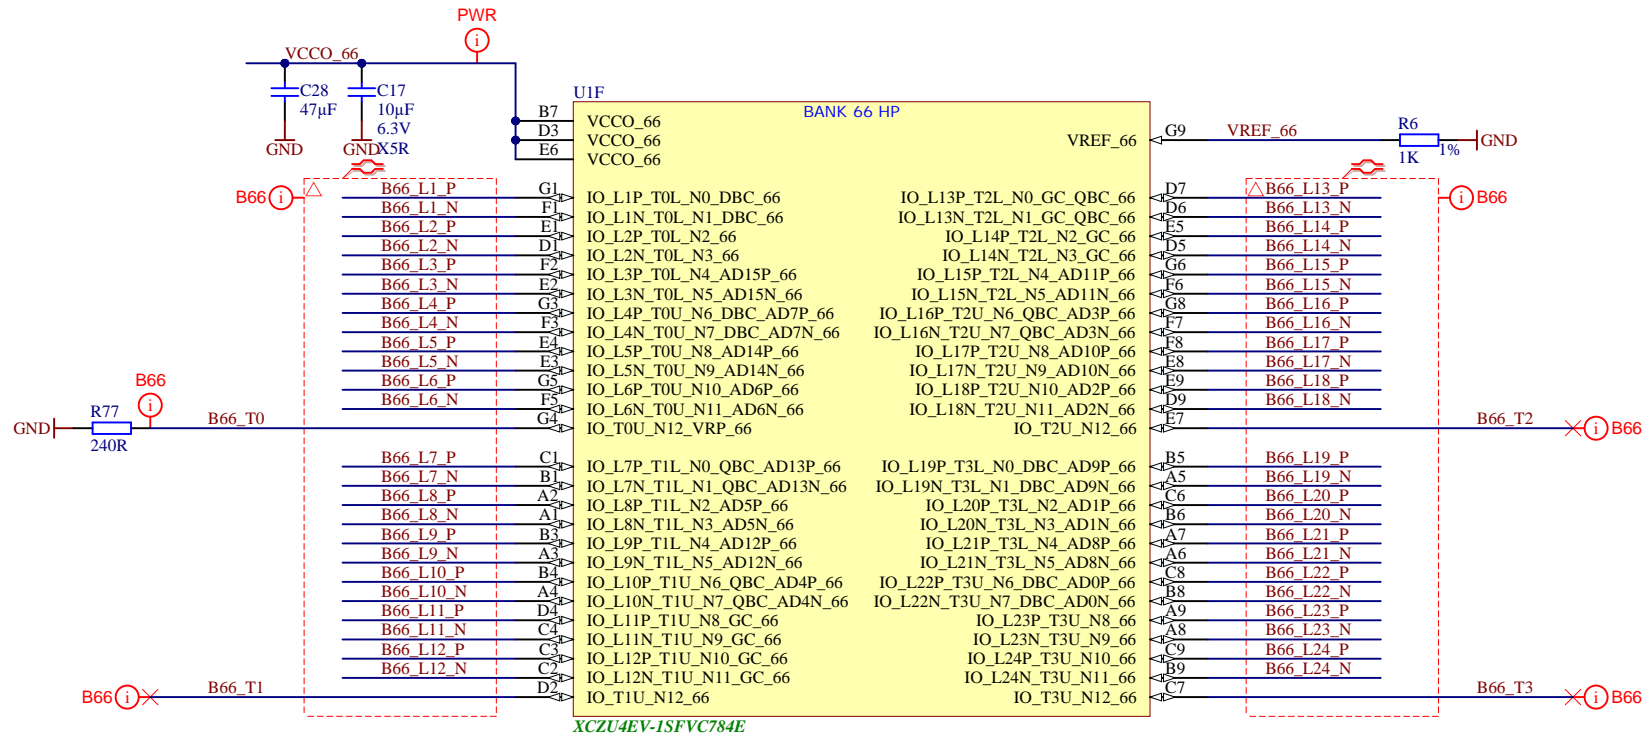 PWR
i
VCCO_66
C28
47µF
GND
C17
10µF
6.3V
X5R
GND
U1F
BANK 66 HP
B7 VCCO_66
D3 VCCO_66
E6 VCCO_66
VREF_66 G9 VREF_66
R6
1K
1%
GND
B66 i
i B66
B66_L1_P G1 IO_L1P_T0L_N0_DBC_66
B66_L1_N F1 IO_L1N_T0L_N1_DBC_66
B66_L2_P E1 IO_L2P_T0L_N2_66
B66_L2_N D1 IO_L2N_T0L_N3_66
B66_L3_P F2 IO_L3P_T0L_N4_AD15P_66
B66_L3_N E2 IO_L3N_T0L_N5_AD15N_66
B66_L4_P G3 IO_L4P_T0U_N6_DBC_AD7P_66
B66_L4_N F3 IO_L4N_T0U_N7_DBC_AD7N_66
B66_L5_P E4 IO_L5P_T0U_N8_AD14P_66
B66_L5_N E3 IO_L5N_T0U_N9_AD14N_66
B66_L6_P G5 IO_L6P_T0U_N10_AD6P_66
B66_L6_N F5 IO_L6N_T0U_N11_AD6N_66
B66
i
GND
R77
240R
B66_T0 G4 IO_T0U_N12_VRP_66
B66_L7_P C1 IO_L7P_T1L_N0_QBC_AD13P_66
B66_L7_N B1 IO_L7N_T1L_N1_QBC_AD13N_66
B66_L8_P A2 IO_L8P_T1L_N2_AD5P_66
B66_L8_N A1 IO_L8N_T1L_N3_AD5N_66
B66_L9_P B3 IO_L9P_T1L_N4_AD12P_66
B66_L9_N A3 IO_L9N_T1L_N5_AD12N_66
B66_L10_P B4 IO_L10P_T1U_N6_QBC_AD4P_66
B66_L10_N A4 IO_L10N_T1U_N7_QBC_AD4N_66
B66_L11_P D4 IO_L11P_T1U_N8_GC_66
B66_L11_N C4 IO_L11N_T1U_N9_GC_66
B66_L12_P C3 IO_L12P_T1U_N10_GC_66
B66_L12_N C2 IO_L12N_T1U_N11_GC_66
B66 i B66_T1 D2 IO_T1U_N12_66
IO_L13P_T2L_N0_GC_QBC_66 D7 B66_L13_P
IO_L13N_T2L_N1_GC_QBC_66 D6 B66_L13_N
IO_L14P_T2L_N2_GC_66 E5 B66_L14_P
IO_L14N_T2L_N3_GC_66 D5 B66_L14_N
IO_L15P_T2L_N4_AD11P_66 G6 B66_L15_P
IO_L15N_T2L_N5_AD11N_66 F6 B66_L15_N
IO_L16P_T2U_N6_QBC_AD3P_66 G8 B66_L16_P
IO_L16N_T2U_N7_QBC_AD3N_66 F7 B66_L16_N
IO_L17P_T2U_N8_AD10P_66 F8 B66_L17_P
IO_L17N_T2U_N9_AD10N_66 E8 B66_L17_N
IO_L18P_T2U_N10_AD2P_66 E9 B66_L18_P
IO_L18N_T2U_N11_AD2N_66 D9 B66_L18_N
IO_T2U_N12_66 E7 B66_T2 i B66
IO_L19P_T3L_N0_DBC_AD9P_66 B5 B66_L19_P
IO_L19N_T3L_N1_DBC_AD9N_66 A5 B66_L19_N
IO_L20P_T3L_N2_AD1P_66 C6 B66_L20_P
IO_L20N_T3L_N3_AD1N_66 B6 B66_L20_N
IO_L21P_T3L_N4_AD8P_66 A7 B66_L21_P
IO_L21N_T3L_N5_AD8N_66 A6 B66_L21_N
IO_L22P_T3U_N6_DBC_AD0P_66 C8 B66_L22_P
IO_L22N_T3U_N7_DBC_AD0N_66 B8 B66_L22_N
IO_L23P_T3U_N8_66 A9 B66_L23_P
IO_L23N_T3U_N9_66 A8 B66_L23_N
IO_L24P_T3U_N10_66 C9 B66_L24_P
IO_L24N_T3U_N11_66 B9 B66_L24_N
IO_T3U_N12_66 C7 B66_T3 i B66
XCZU4EV-1SFVC784E